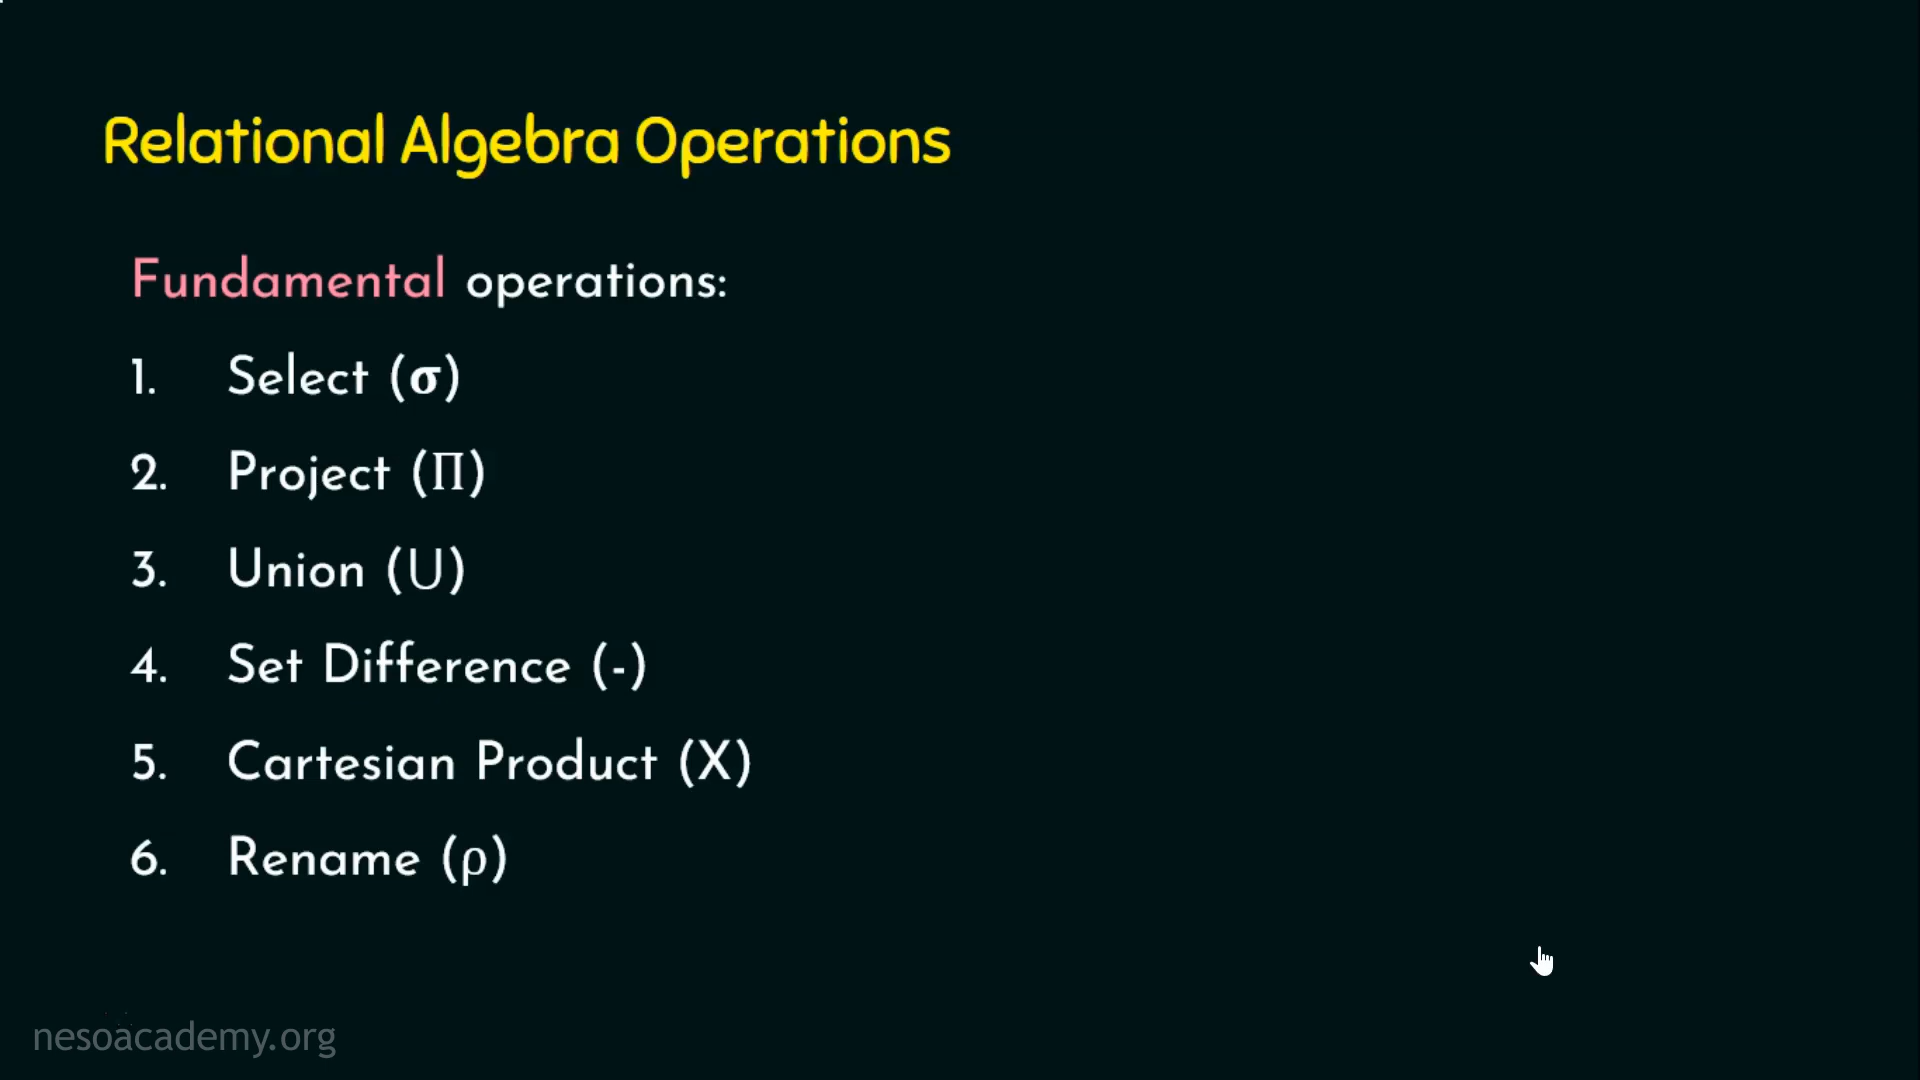 Relational Algebra Operations
Fundamental operations:
1. Select (σ)
2. Project (Π)
3. Union (⋃)
4. Set Difference (-)
5. Cartesian Product (X)
6. Rename (ρ)
nesoacademy.org